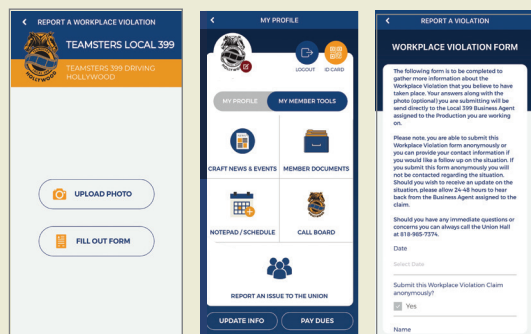 REPORT A WORKPLACE VIOLATION
TEAMSTERS LOCAL 399
TEAMSTERS 399 DRIVING
HOLLYWOOD
UPLOAD PHOTO
FILL OUT FORM
MY PROFILE
LOGOUT
ID CARD
MY PROFILE
MY MEMBER TOOLS
CRAFT NEWS & EVENTS
MEMBER DOCUMENTS
NOTEPAD / SCHEDULE
CALL BOARD
REPORT AN ISSUE TO THE UNION
UPDATE INFO
PAY DUES
REPORT A VIOLATION
WORKPLACE VIOLATION FORM
The following form is to be completed to
gather more information about the
Workplace Violation that you believe to have
taken place. Your answers along with the
photo (optional) you are submitting will be
send directly to the Local 399 Business Agent
assigned to the Production you are working
on.
Please note, you are able to submit this
Workplace Violation form anonymously or
you can provide your contact information if
you would like a follow up on the situation. If
you submit this form anonymously you will
not be contacted regarding the situation.
Should you wish to receive an update on the
situation, please allow 24-48 hours to hear
back from the Business Agent assigned to the
claim.
Should you have any immediate questions or
concerns you can always call the Union Hall
at 818-985-7374.
Date
Select Date
Submit this Workplace Violation Claim
anonymously?
Yes
Name